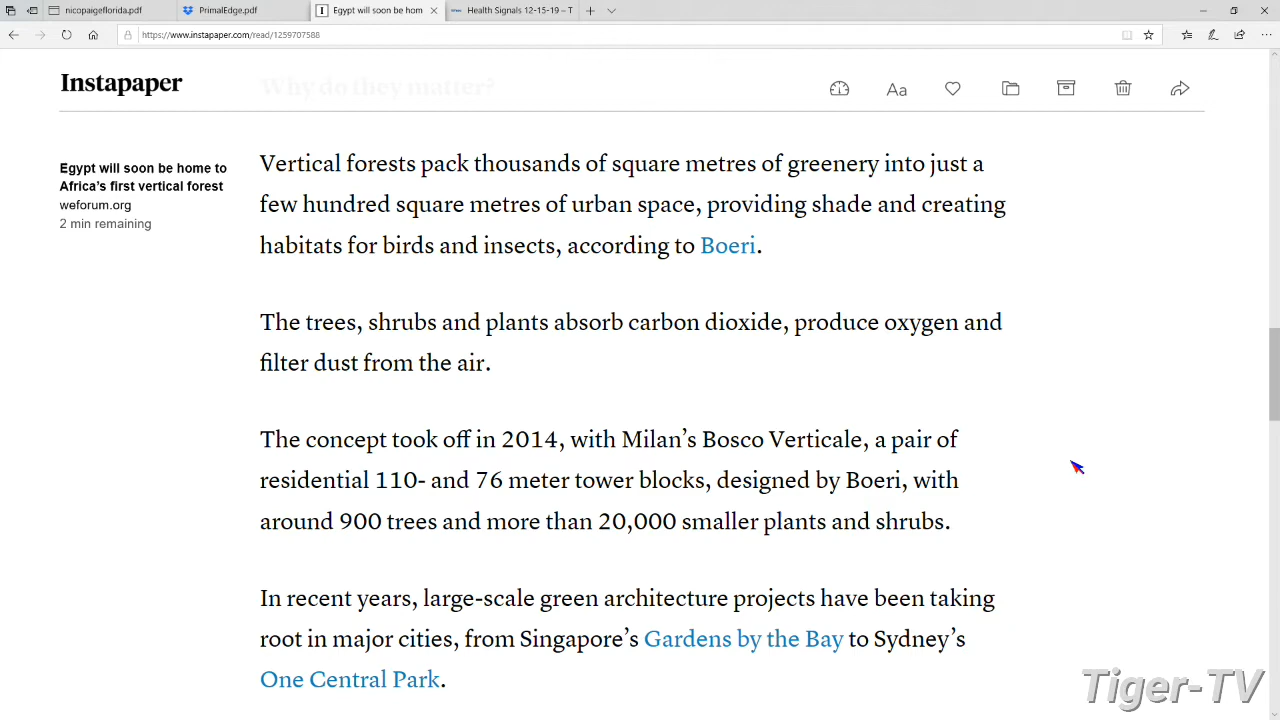 nicopaigeflorida.pdf
PrimalEdge.pdf
Egypt will soon be hom
Health Signals 12-15-19 – T
https://www.instapaper.com/read/1259707588
Instapaper
Why do they matter?
Aa
Egypt will soon be home to
Africa's first vertical forest
weforum.org
2 min remaining
Vertical forests pack thousands of square metres of greenery into just a
few hundred square metres of urban space, providing shade and creating
habitats for birds and insects, according to Boeri.
The trees, shrubs and plants absorb carbon dioxide, produce oxygen and
filter dust from the air.
The concept took off in 2014, with Milan's Bosco Verticale, a pair of
residential 110- and 76 meter tower blocks, designed by Boeri, with
around 900 trees and more than 20,000 smaller plants and shrubs.
In recent years, large-scale green architecture projects have been taking
root in major cities, from Singapore's Gardens by the Bay to Sydney's
One Central Park.
Tiger-TV